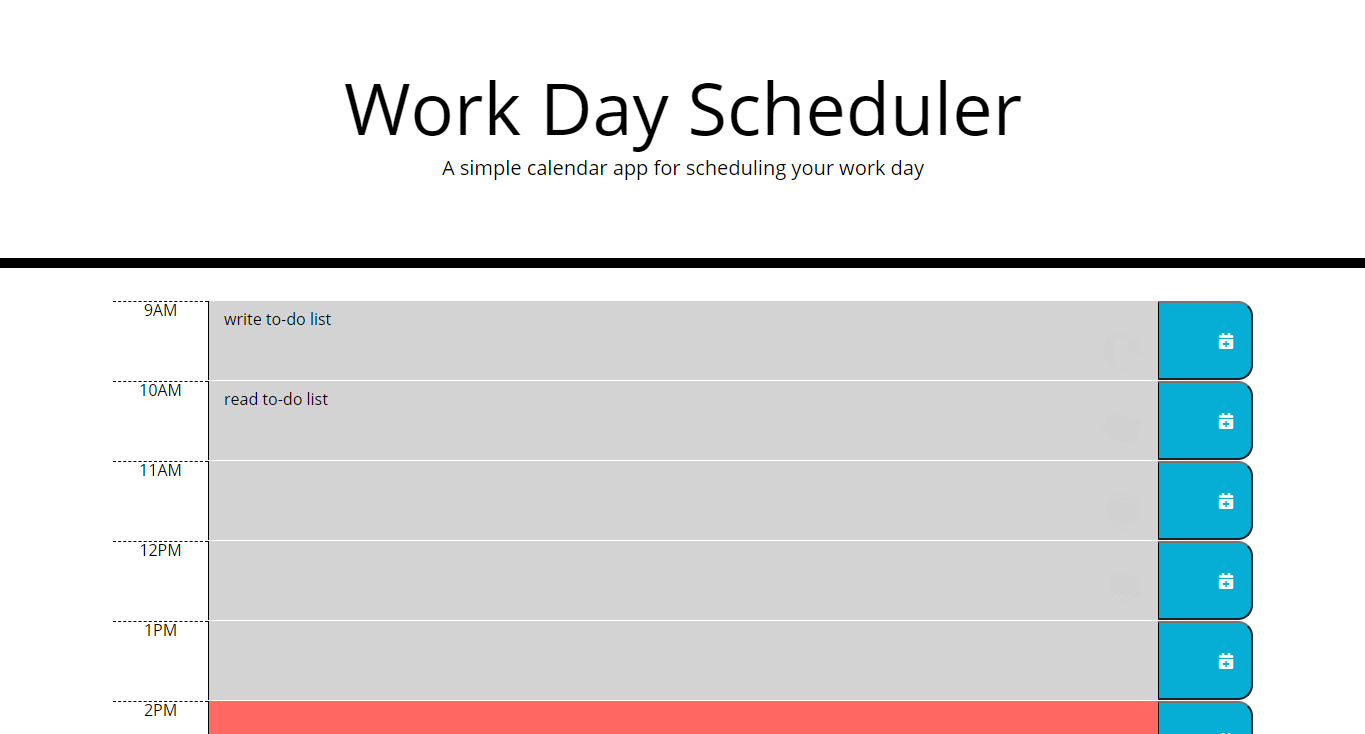 Work Day Scheduler
A simple calendar app for scheduling your work day
9AM
write to-do list
10AM
read to-do list
11AM
12PM
1PM
2PM